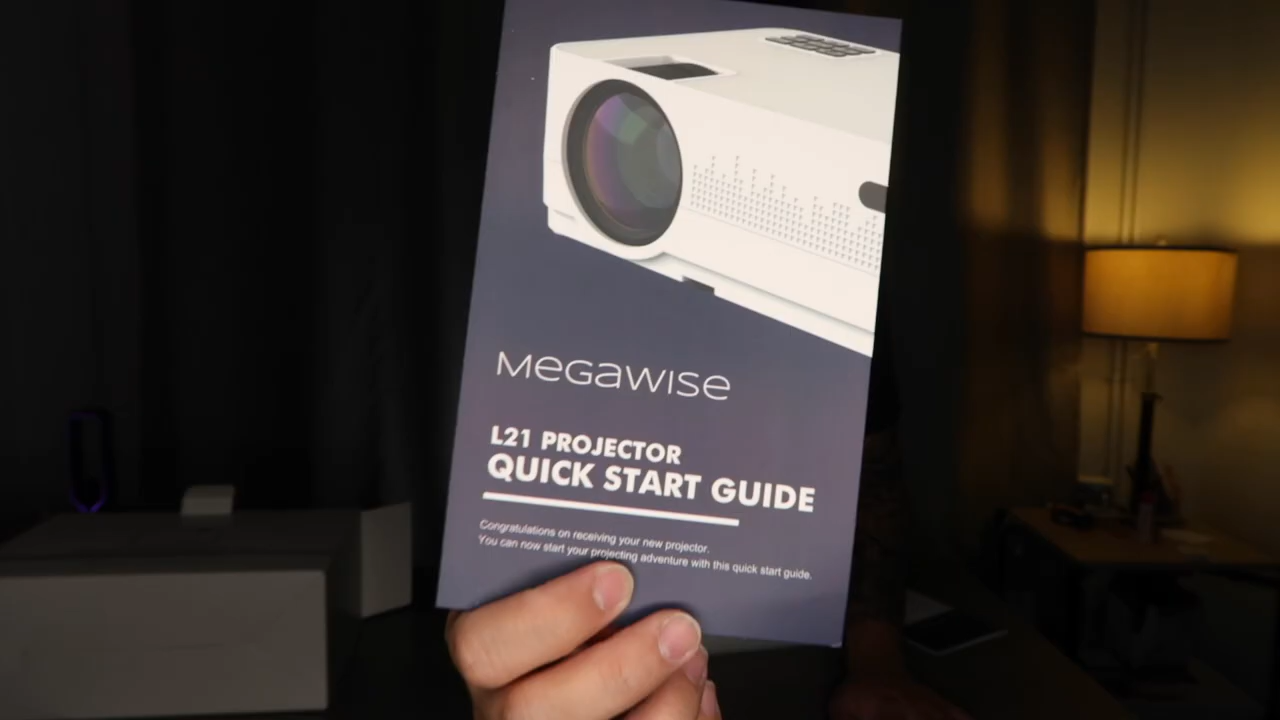 MEGAWISE
L21 PROJECTOR
QUICK START GUIDE
Congratulations on receiving your new projector.
You can now start your projecting adventure with this quick start guide.